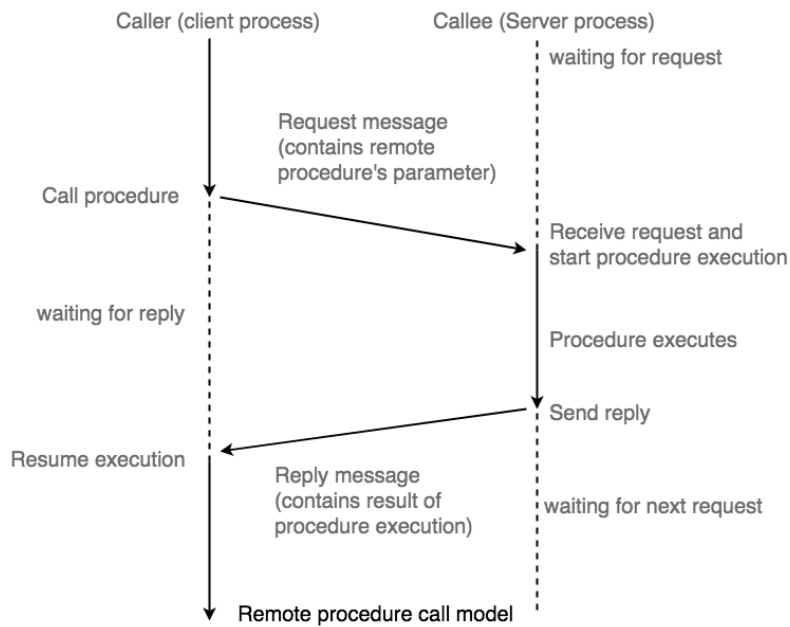 Caller (client process)
Callee (Server process)
waiting for request
Request message
(contains remote
procedure's parameter)
Call procedure
Receive request and
start procedure execution
waiting for reply
Procedure executes
Send reply
Resume execution
Reply message
(contains result of
procedure execution)
waiting for next request
Remote procedure call model